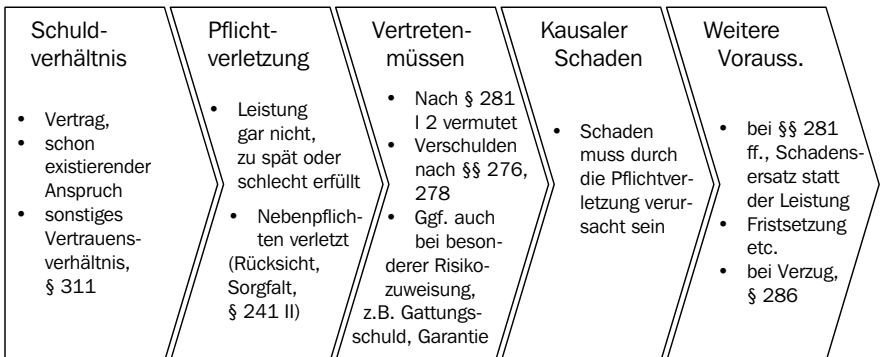 Schuld-
verhältnis
• Vertrag,
• schon
existierender
Anspruch
• sonstiges
Vertrauens-
verhältnis,
§ 311
Pflicht-
verletzung
• Leistung
gar nicht,
zu spät oder
schlecht erfüllt
• Nebenpflich-
ten verletzt
(Rücksicht,
Sorgfalt,
§ 241 II)
Vertreten-
müssen
• Nach § 281
I 2 vermutet
• Verschulden
nach §§ 276,
278
• Ggf. auch
bei beson-
derer Risiko-
zuweisung,
z.B. Gattungs-
schuld, Garantie
Kausaler
Schaden
• Schaden
muss durch
die Pflichtver-
letzung verur-
sacht sein
Weitere
Vorauss.
• bei §§ 281
ff., Schadens-
ersatz statt
der Leistung
• Fristsetzung
etc.
• bei Verzug,
§ 286